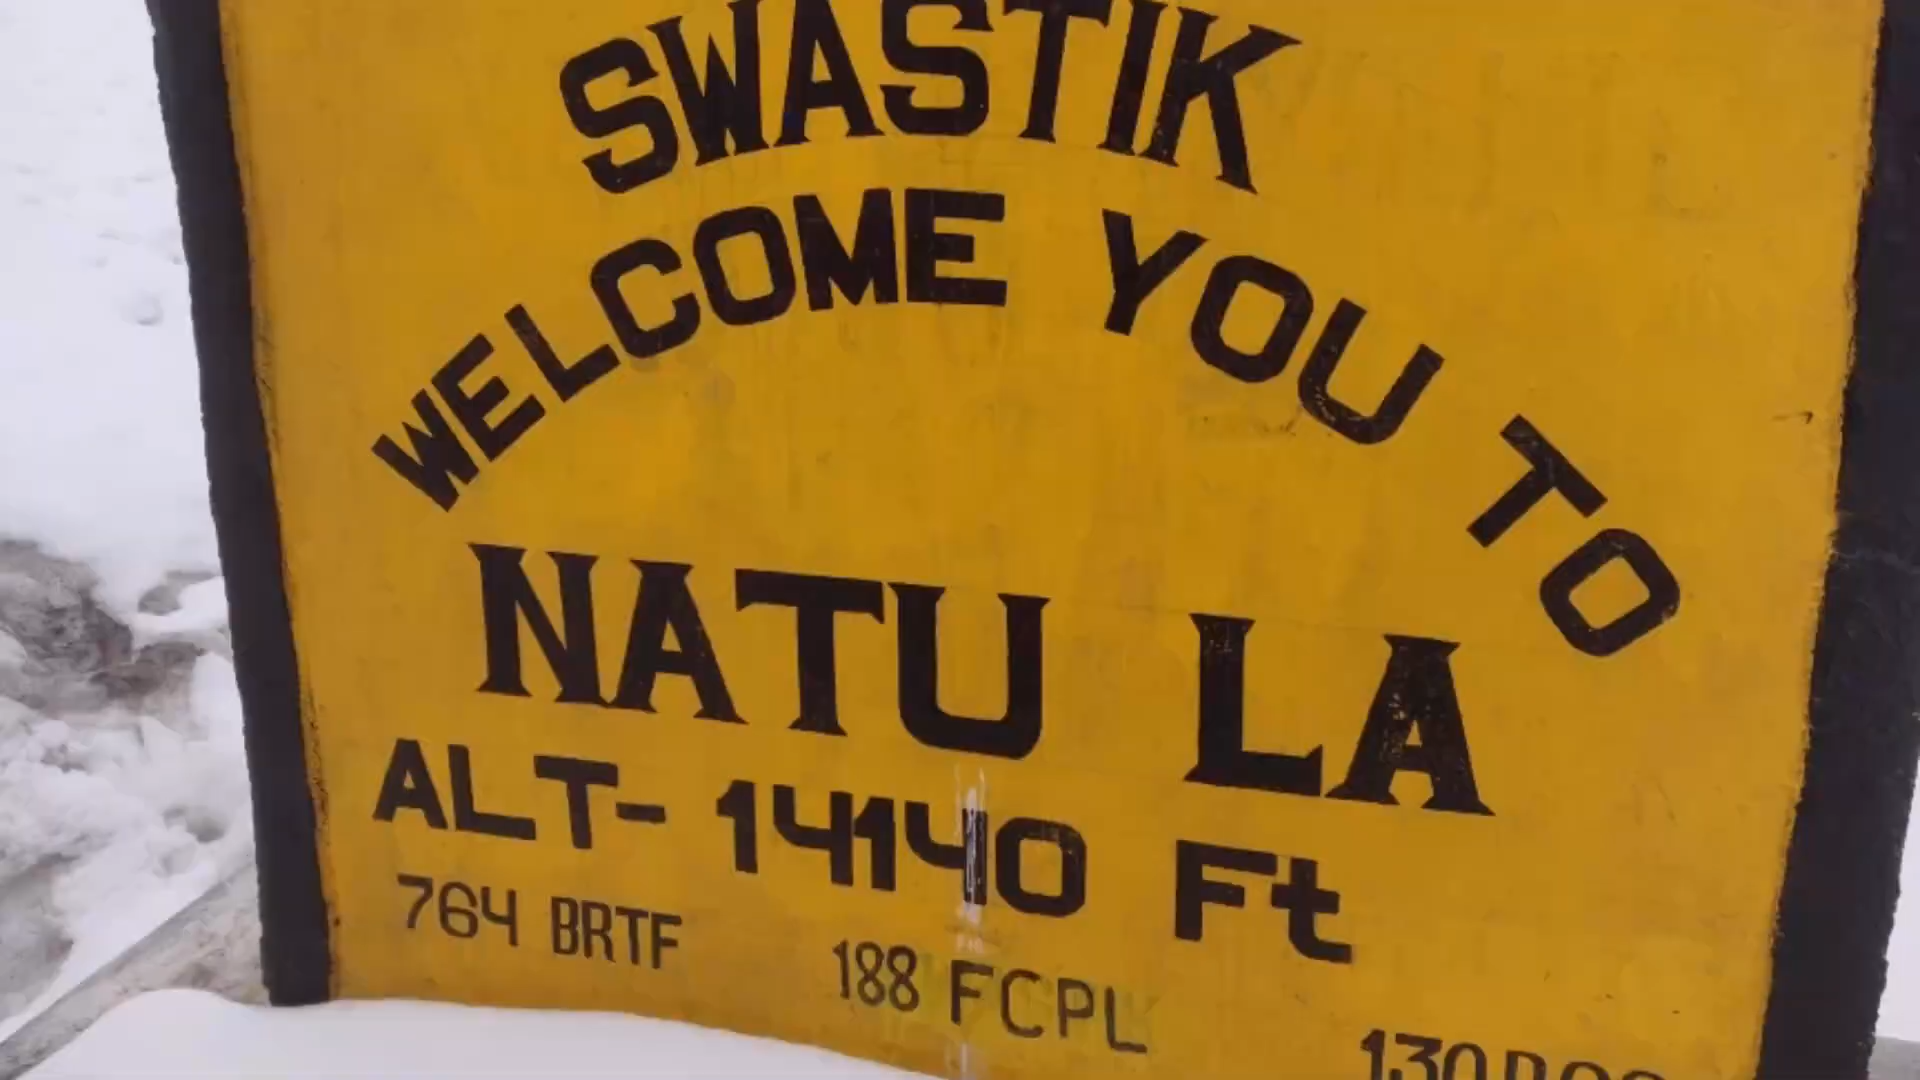 SWASTIK
WELCOME YOU TO
NATU LA
ALT- 14140 Ft
764 BRTF 188 FCPL 130